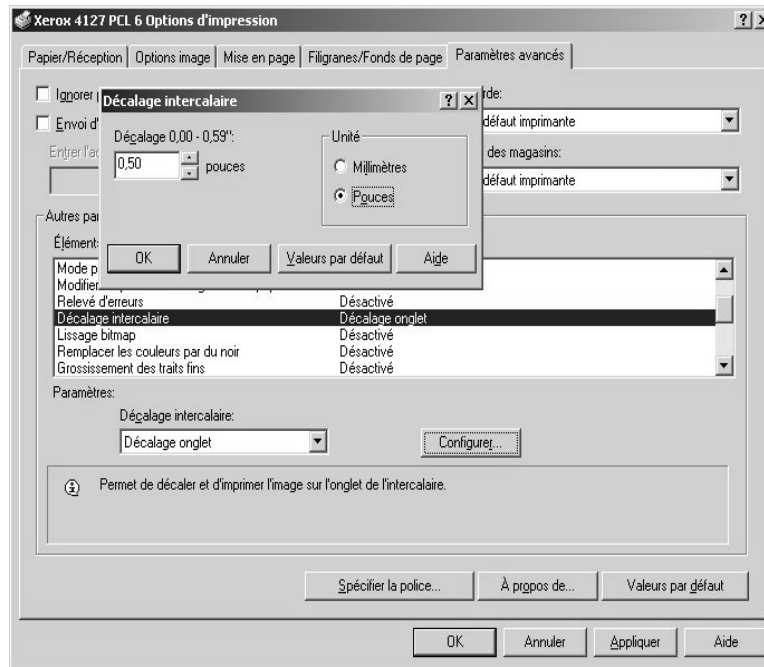 Xerox 4127 PCL 6 Options d'impression
Papier/Réception Options image Mise en page Filigranes/Fonds de page Paramètres avancés
Ignorer
Envoi d'
Entrer
défaut imprimante
des magasins:
défaut imprimante
Décalage intercalaire
Décalage 0,00 - 0,59":
0,50 pouces
Unité
Millimètres
Pouces
OK Annuler Valeurs par défaut Aide
Autres
Mode
Modifier
Relevé d'erreurs Désactivé
Décalage intercalaire Décalage onglet
Lissage bitmap Désactivé
Remplacer les couleurs par du noir Désactivé
Grossissement des traits fins Désactivé
Paramètres:
Décalage intercalaire:
Décalage onglet Configurer...
Permet de décaler et d'imprimer l'image sur l'onglet de l'intercalaire.
Spécifier la police... À propos de... Valeurs par défaut
OK Annuler Appliquer Aide